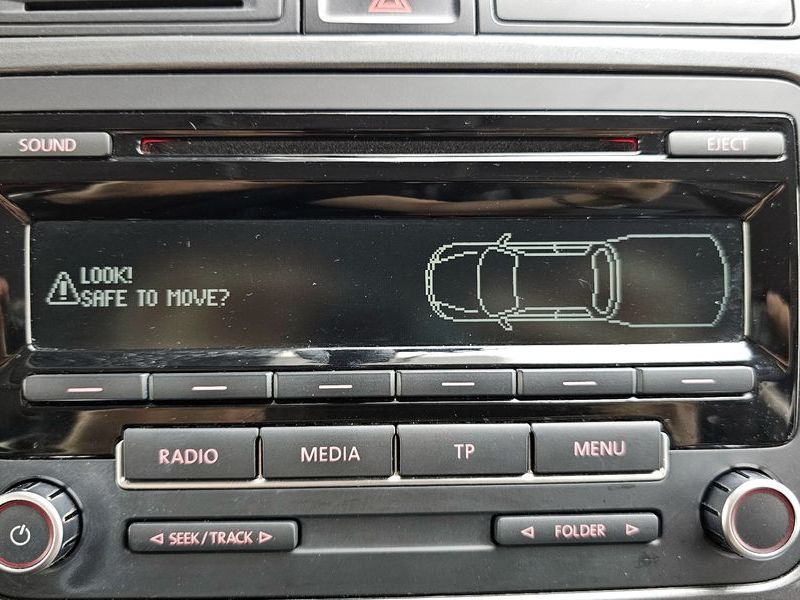 SOUND
EJECT
LOOK!
SAFE TO MOVE?
RADIO
MEDIA
TP
MENU
SEEK/TRACK
FOLDER